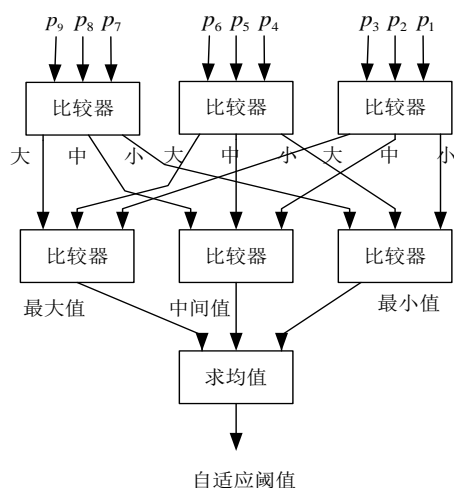 p₉ p₈ p₇ p₆ p₅ p₄ p₃ p₂ p₁
比较器 比较器 比较器
大 中 小 大 中 小 大 中 小
比较器 比较器 比较器
最大值 中间值 最小值
求均值
自适应阈值